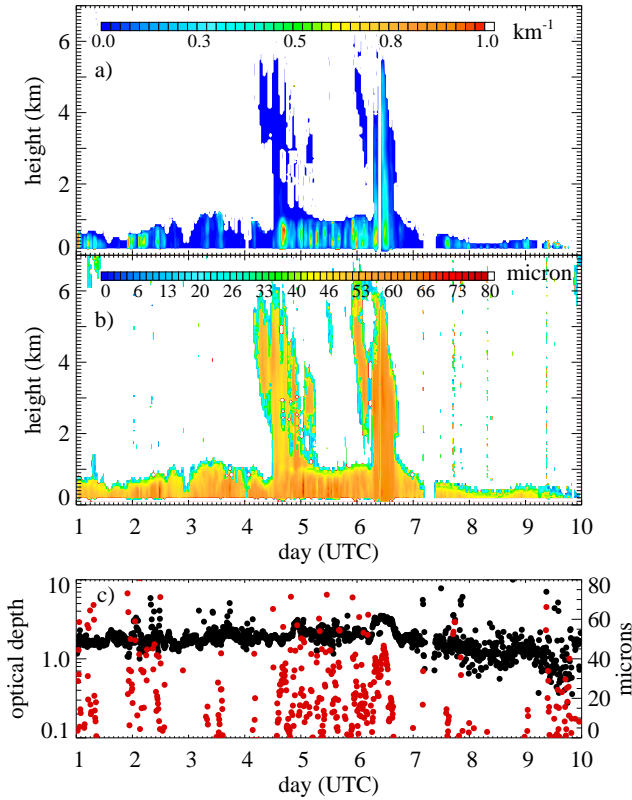 6
0.0 0.3 0.5 0.8 1.0 km-1
a)
4
height (km)
2
0
micron
0 6 13 20 26 33 40 46 53 60 66 73 80
6
b)
4
height (km)
2
0
1 2 3 4 5 6 7 8 9 10
day (UTC)
10 80
c)
60
optical depth 1.0 40 microns
20
0.1 0
1 2 3 4 5 6 7 8 9 10
day (UTC)